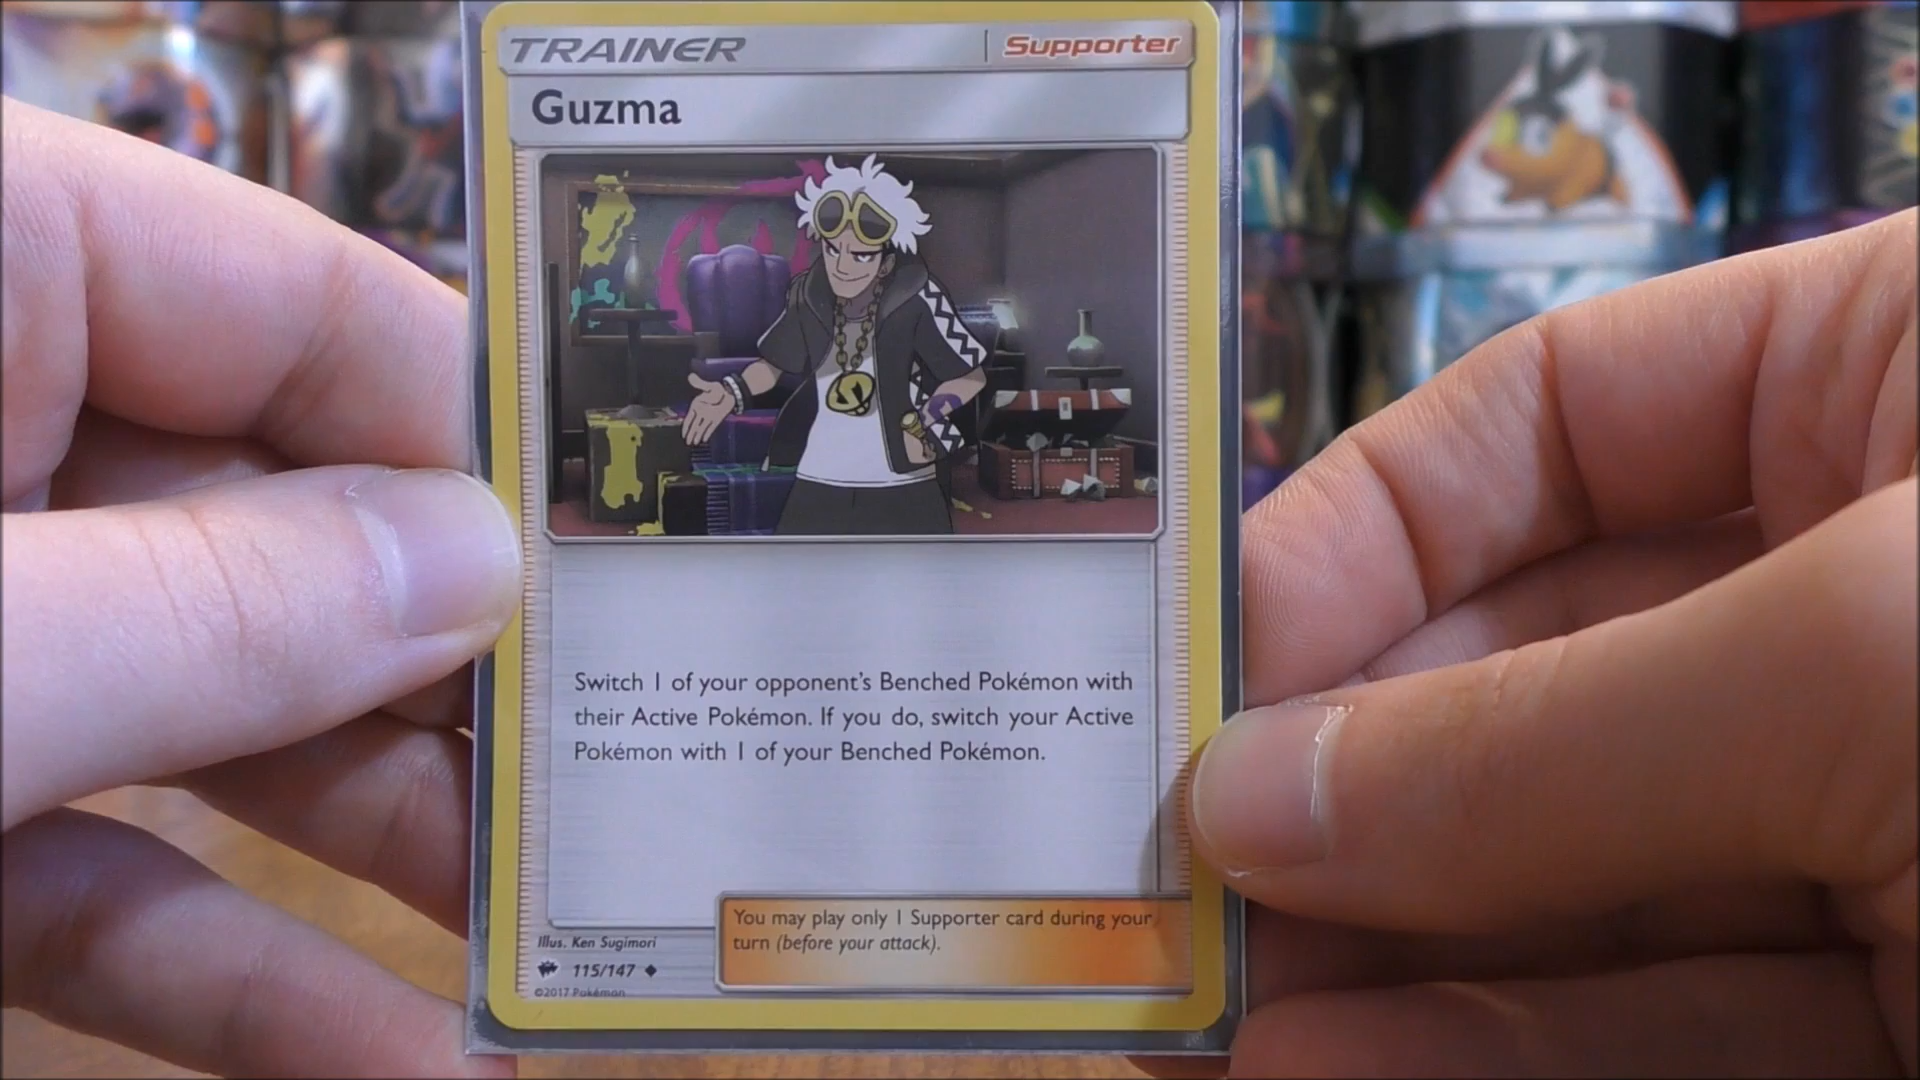 TRAINER
Supporter
Guzma
Switch 1 of your opponent's Benched Pokémon with
their Active Pokémon. If you do, switch your Active
Pokémon with 1 of your Benched Pokémon.
You may play only 1 Supporter card during your
turn (before your attack).
Illus. Ken Sugimori
115/147
©2017 Pokémon